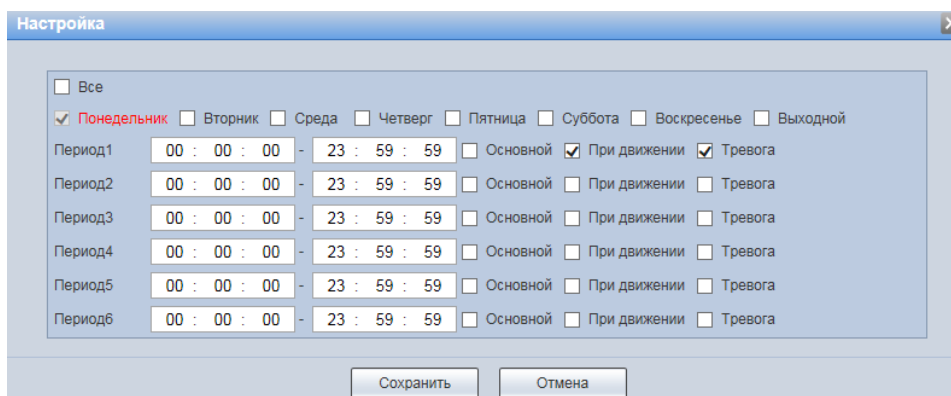 Настройка
Все
Понедельник Вторник Среда Четверг Пятница Суббота Воскресенье Выходной
Период1 00 : 00 : 00 - 23 : 59 : 59 Основной При движении Тревога
Период2 00 : 00 : 00 - 23 : 59 : 59 Основной При движении Тревога
Период3 00 : 00 : 00 - 23 : 59 : 59 Основной При движении Тревога
Период4 00 : 00 : 00 - 23 : 59 : 59 Основной При движении Тревога
Период5 00 : 00 : 00 - 23 : 59 : 59 Основной При движении Тревога
Период6 00 : 00 : 00 - 23 : 59 : 59 Основной При движении Тревога
Сохранить Отмена